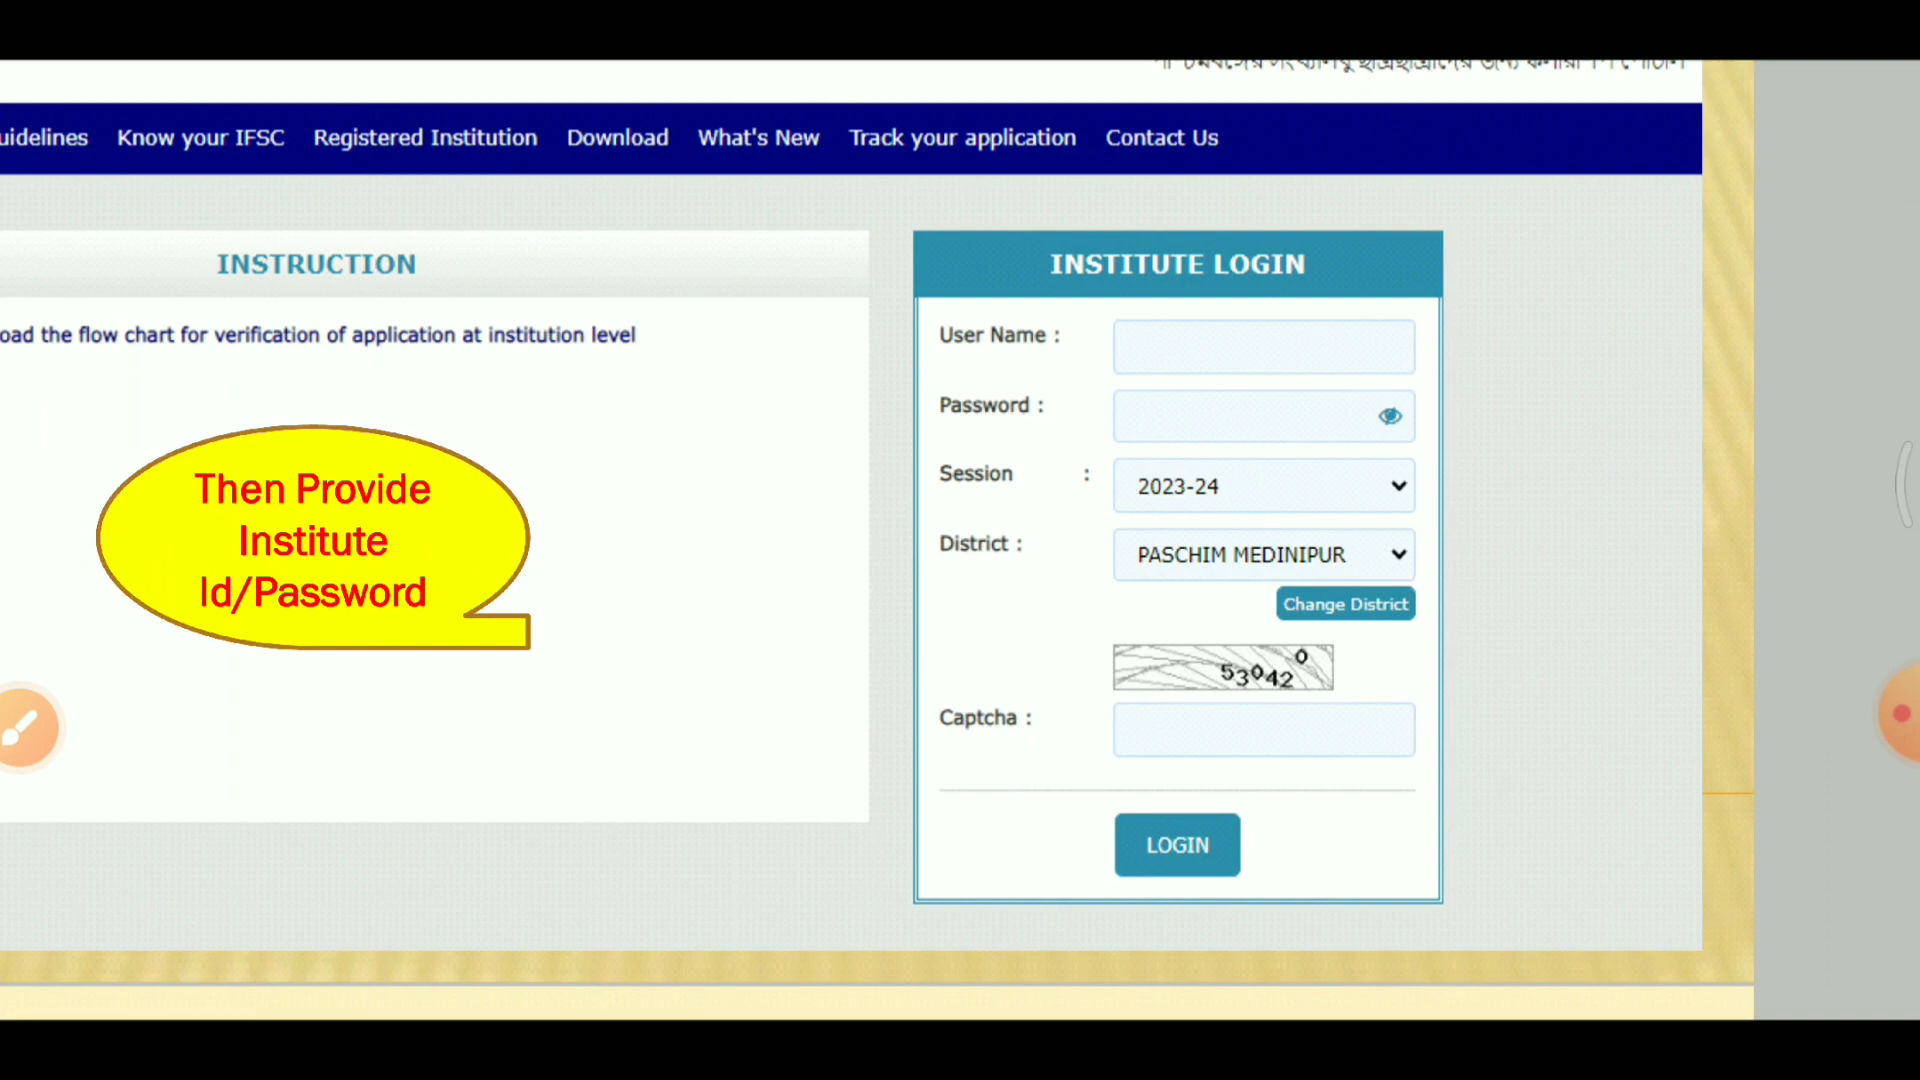 uidelines Know your IFSC Registered Institution Download What's New Track your application Contact Us
INSTRUCTION
oad the flow chart for verification of application at institution level
Then Provide
Institute
Id/Password
INSTITUTE LOGIN
User Name :
Password :
Session : 2023-24
District : PASCHIM MEDINIPUR
Change District
530420
Captcha :
LOGIN